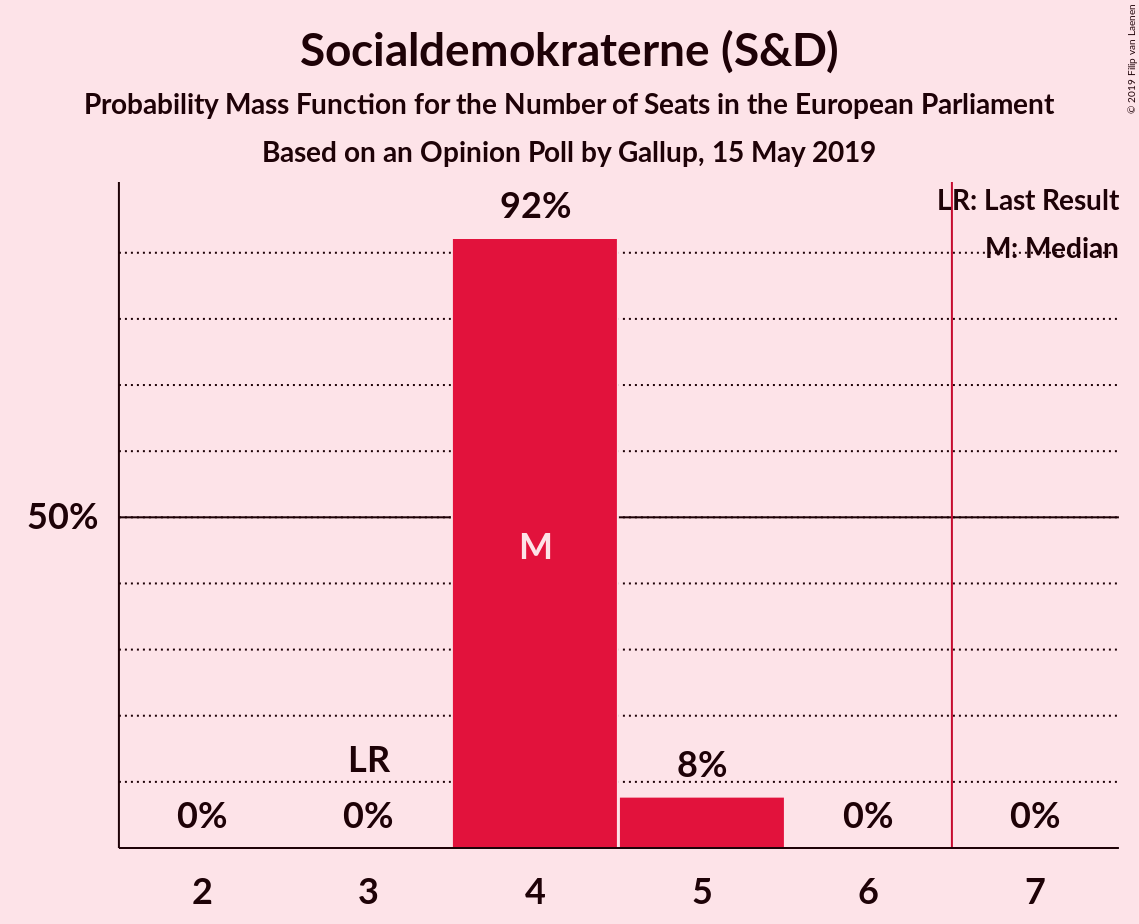 Socialdemokraterne (S&D)
Probability Mass Function for the Number of Seats in the European Parliament
Based on an Opinion Poll by Gallup, 15 May 2019
© 2019 Filip van Laenen
LR: Last Result
M: Median
92%
50%
M
LR
8%
0%
0%
0%
0%
2
3
4
5
6
7